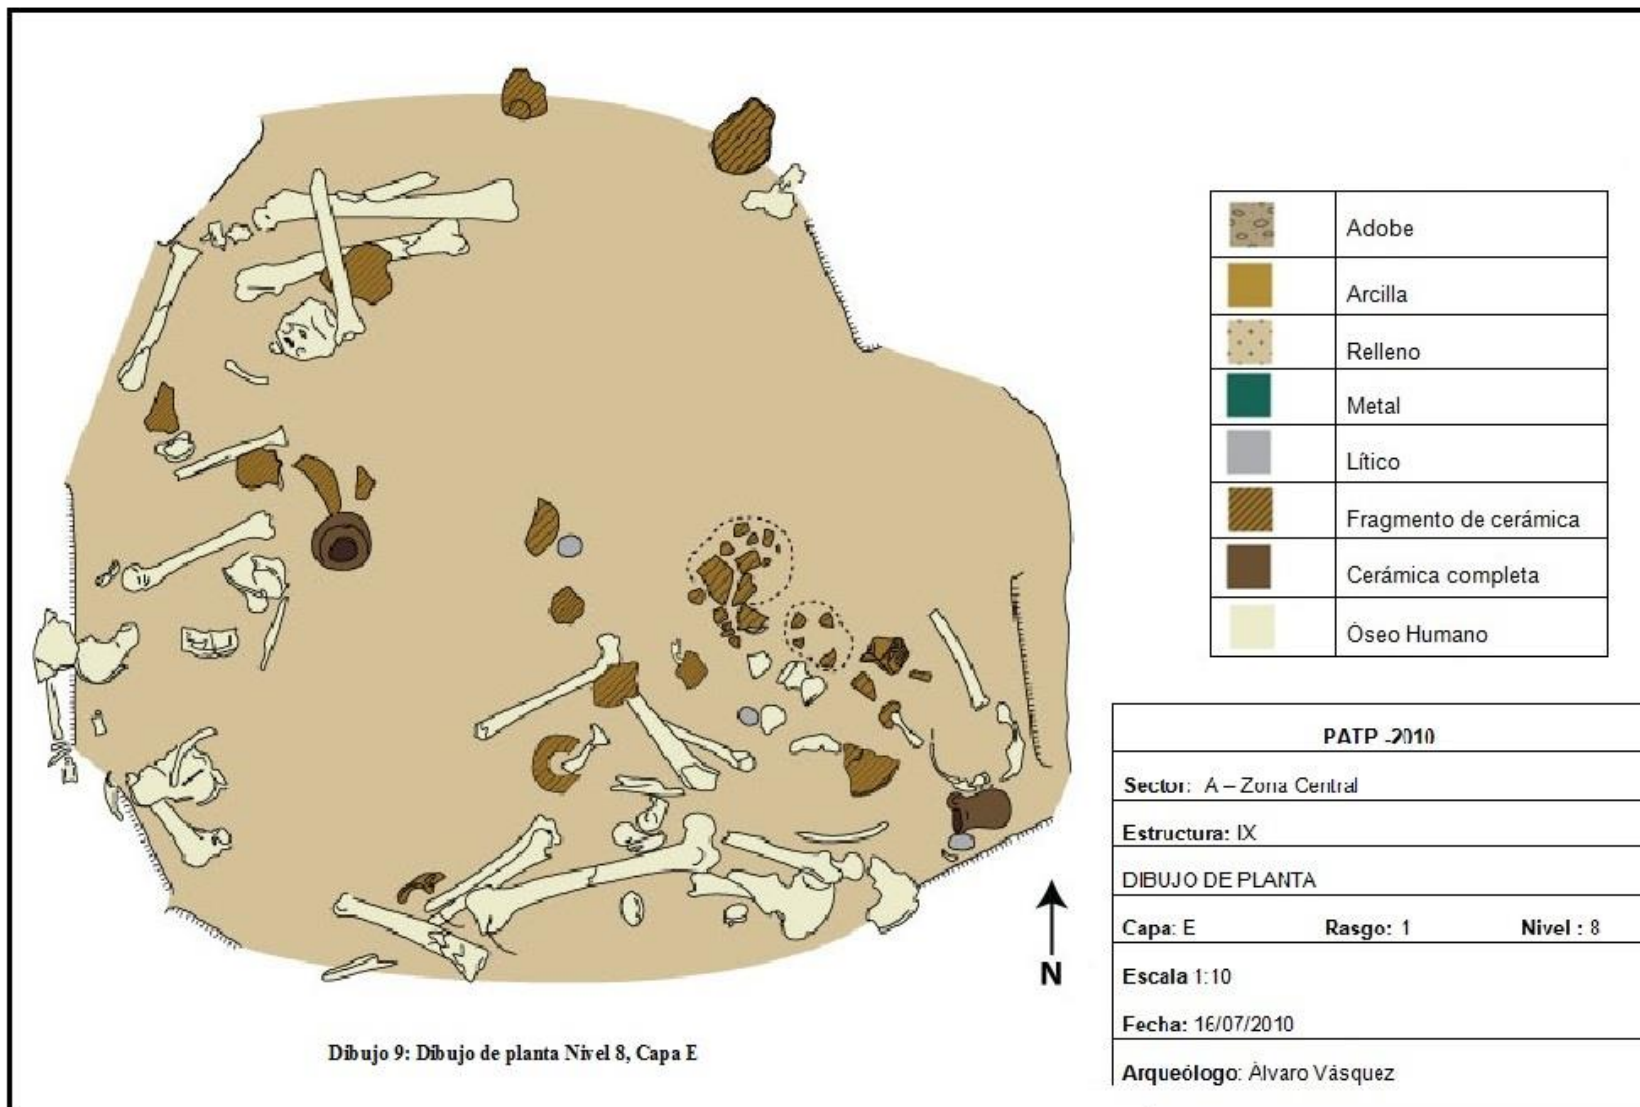 Adobe
Arcilla
Relleno
Metal
Lítico
Fragmento de cerámica
Cerámica completa
Óseo Humano
PATP -2010
Sector: A – Zona Central
Estructura: IX
DIBUJO DE PLANTA
Capa: E Rasgo: 1 Nivel : 8
Escala 1:10
Fecha: 16/07/2010
Arqueólogo: Álvaro Vásquez
N
Dibujo 9: Dibujo de planta Nivel 8, Capa E